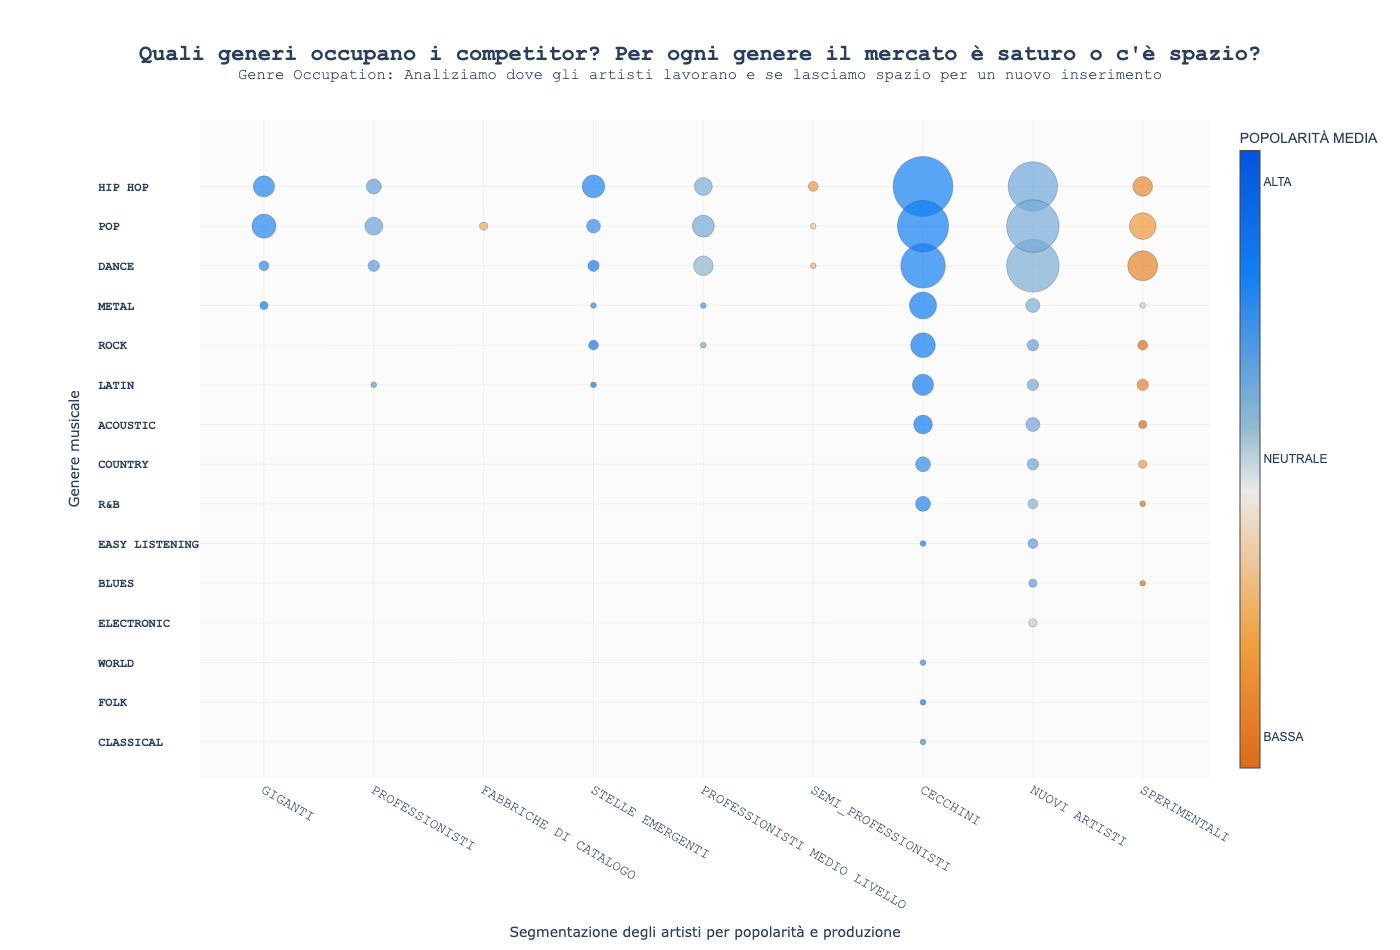 Quali generi occupano i competitor? Per ogni genere il mercato è saturo o c'è spazio?
Genre Occupation: Analiziamo dove gli artisti lavorano e se lasciamo spazio per un nuovo inserimento
POPOLARITÀ MEDIA
ALTA
NEUTRALE
BASSA
Genere musicale
HIP HOP
POP
DANCE
METAL
ROCK
LATIN
ACOUSTIC
COUNTRY
R&B
EASY LISTENING
BLUES
ELECTRONIC
WORLD
FOLK
CLASSICAL
GIGANTI
PROFESSIONISTI
FABBRICHE DI CATALOGO
STELLE EMERGENTI
PROFESSIONISTI MEDIO LIVELLO
SEMI_PROFESSIONISTI
CECCHINI
NUOVI ARTISTI
SPERIMENTALI
Segmentazione degli artisti per popolarità e produzione